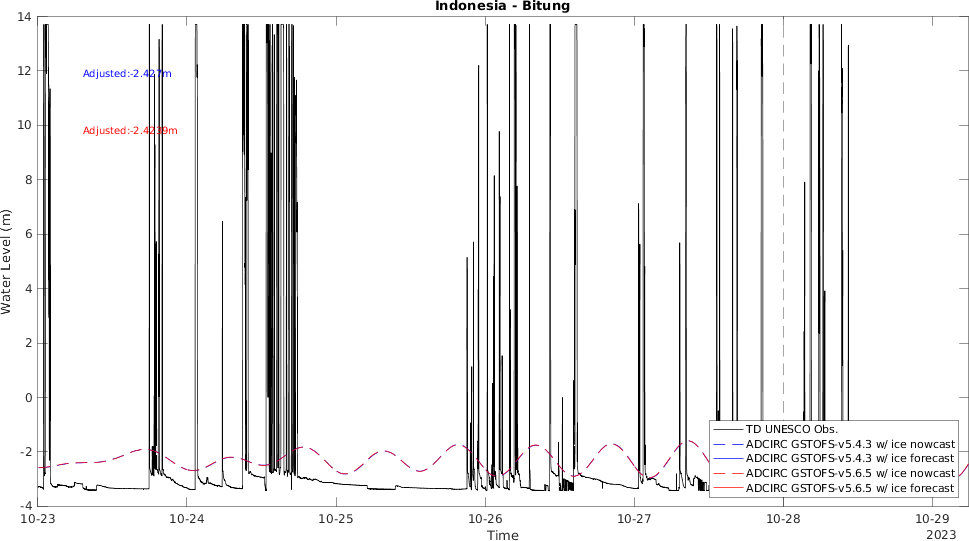 Indonesia - Bitung
14
12
10
8
6
4
2
0
-2
-4
Water Level (m)
Adjusted:-2.427m
Adjusted:-2.4239m
TD UNESCO Obs.
ADCIRC GSTOFS-v5.4.3 w/ ice nowcast
ADCIRC GSTOFS-v5.4.3 w/ ice forecast
ADCIRC GSTOFS-v5.6.5 w/ ice nowcast
ADCIRC GSTOFS-v5.6.5 w/ ice forecast
10-23 10-24 10-25 10-26 10-27 10-28 10-29
Time
2023